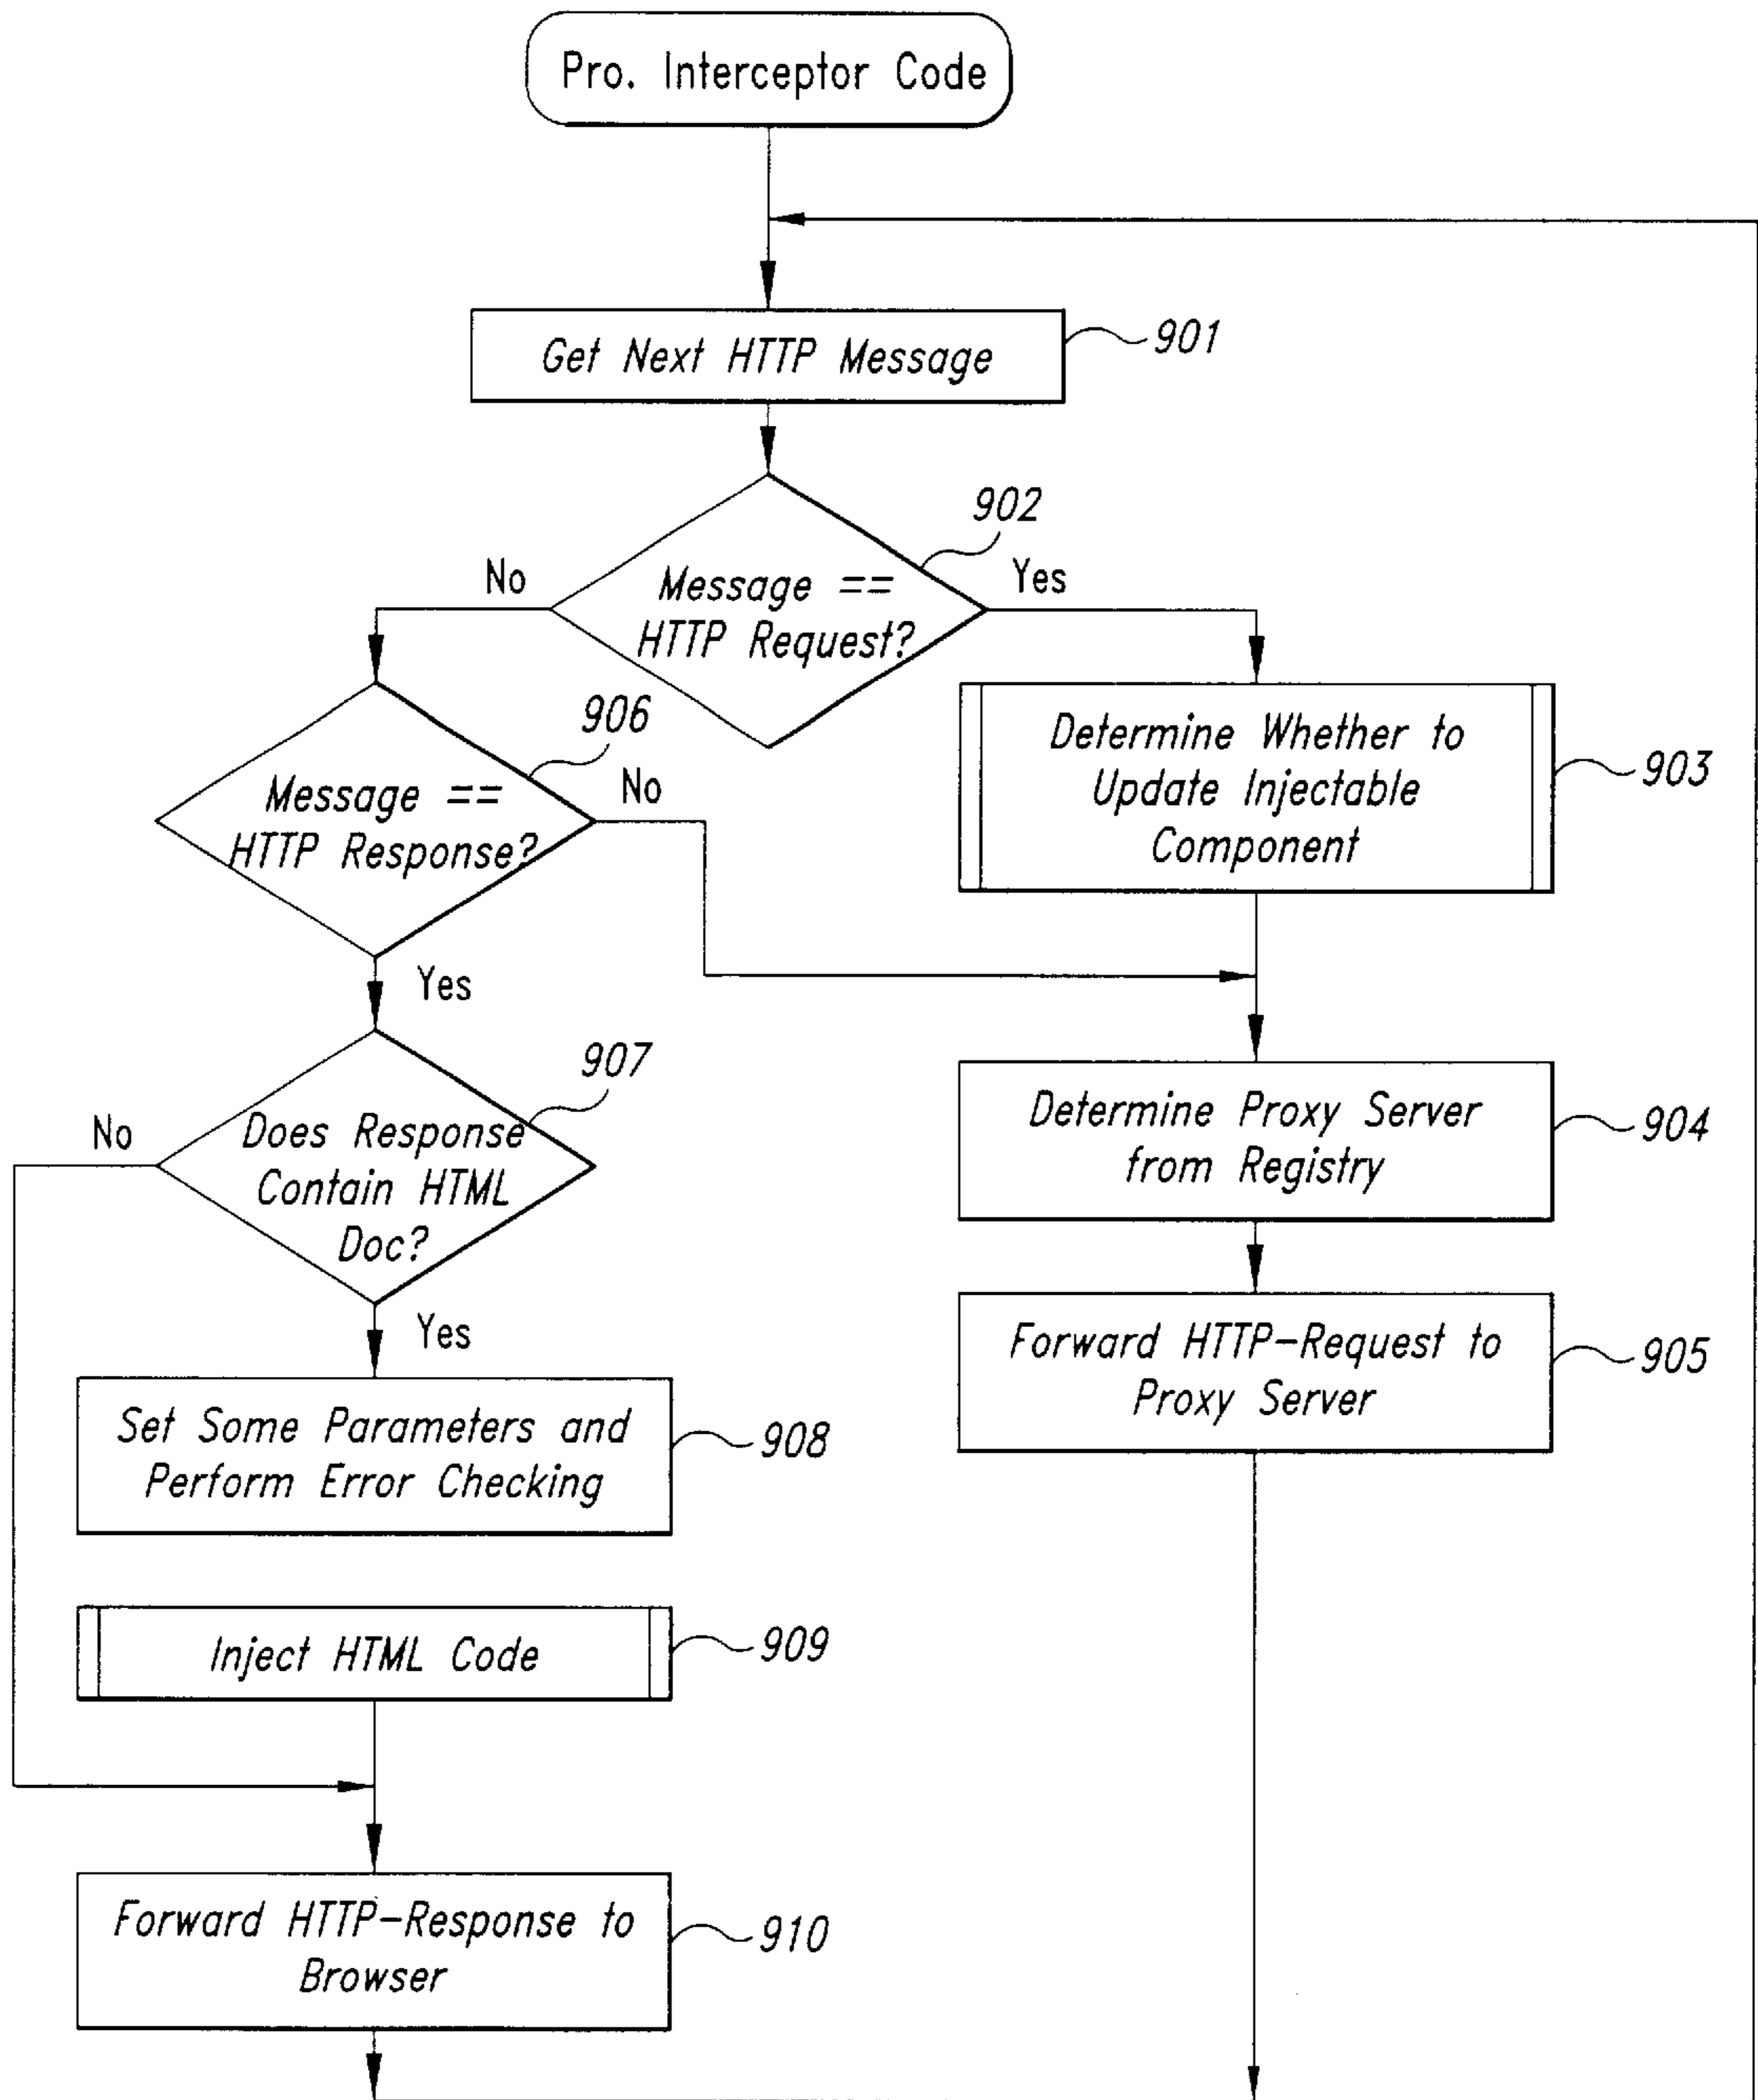 Pro. Interceptor Code
Get Next HTTP Message
901
902
Message ==
HTTP Request?
No
Yes
906
Message ==
HTTP Response?
No
Yes
Determine Whether to
Update Injectable
Component
903
907
Does Response
Contain HTML
Doc?
No
Yes
Determine Proxy Server
from Registry
904
Forward HTTP-Request to
Proxy Server
905
Set Some Parameters and
Perform Error Checking
908
Inject HTML Code
909
Forward HTTP-Response to
Browser
910